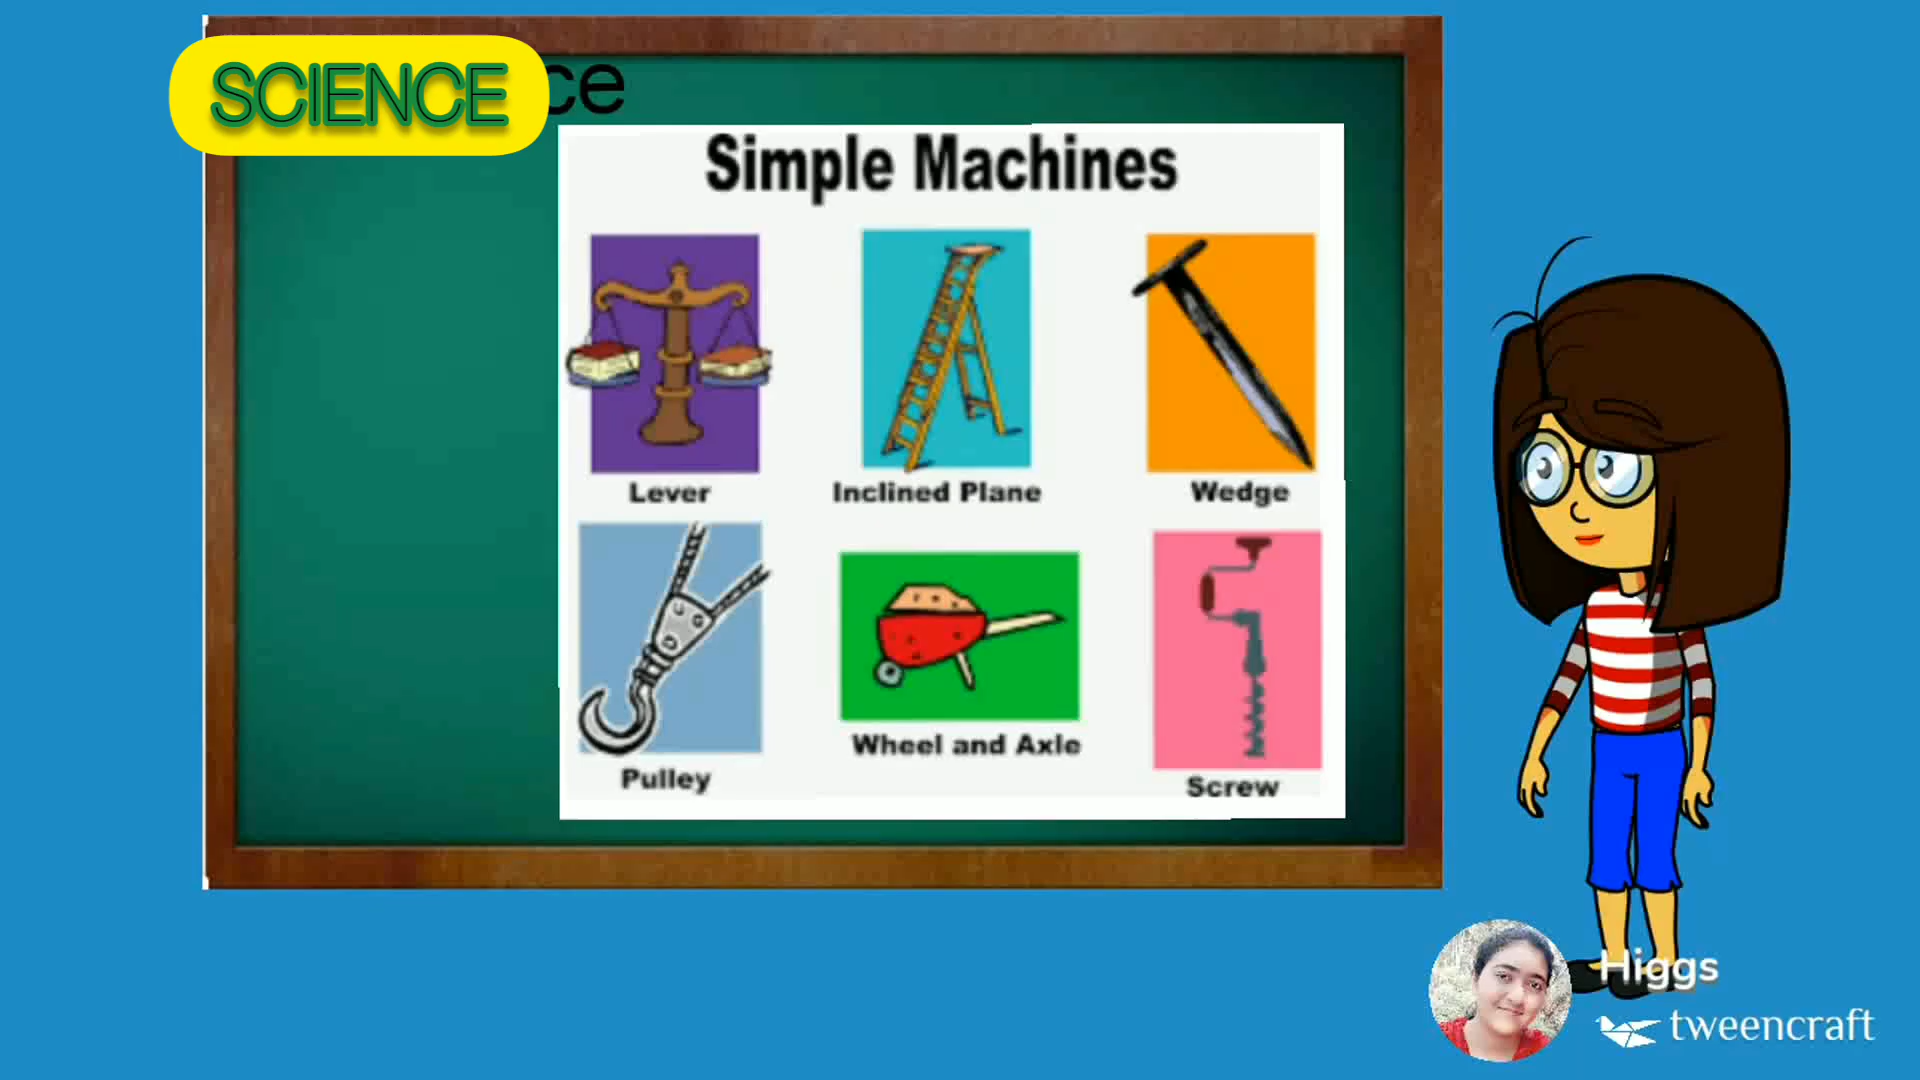 SCIENCE
ce
Simple Machines
Lever
Inclined Plane
Wedge
Pulley
Wheel and Axle
Screw
Higgs
tweencraft